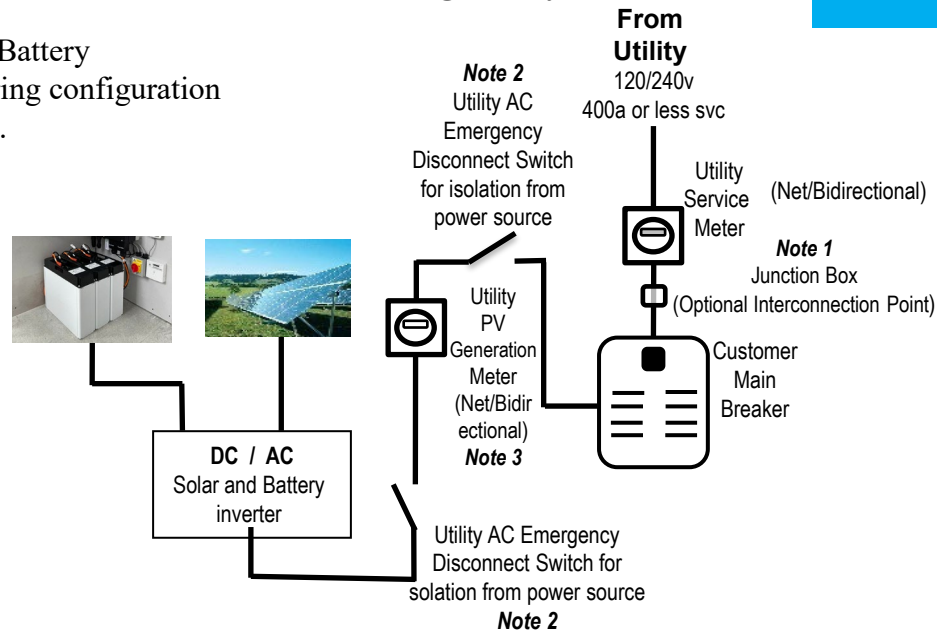 Battery
ing configuration
.
From
Utility
120/240v
400a or less svc
Note 2
Utility AC
Emergency
Disconnect Switch
for isolation from
power source
Utility
Service
Meter
(Net/Bidirectional)
Note 1
Junction Box
(Optional Interconnection Point)
Utility
PV
Generation
Meter
(Net/Bidir
ectional)
Note 3
Customer
Main
Breaker
DC / AC
Solar and Battery
inverter
Utility AC Emergency
Disconnect Switch for
solation from power source
Note 2